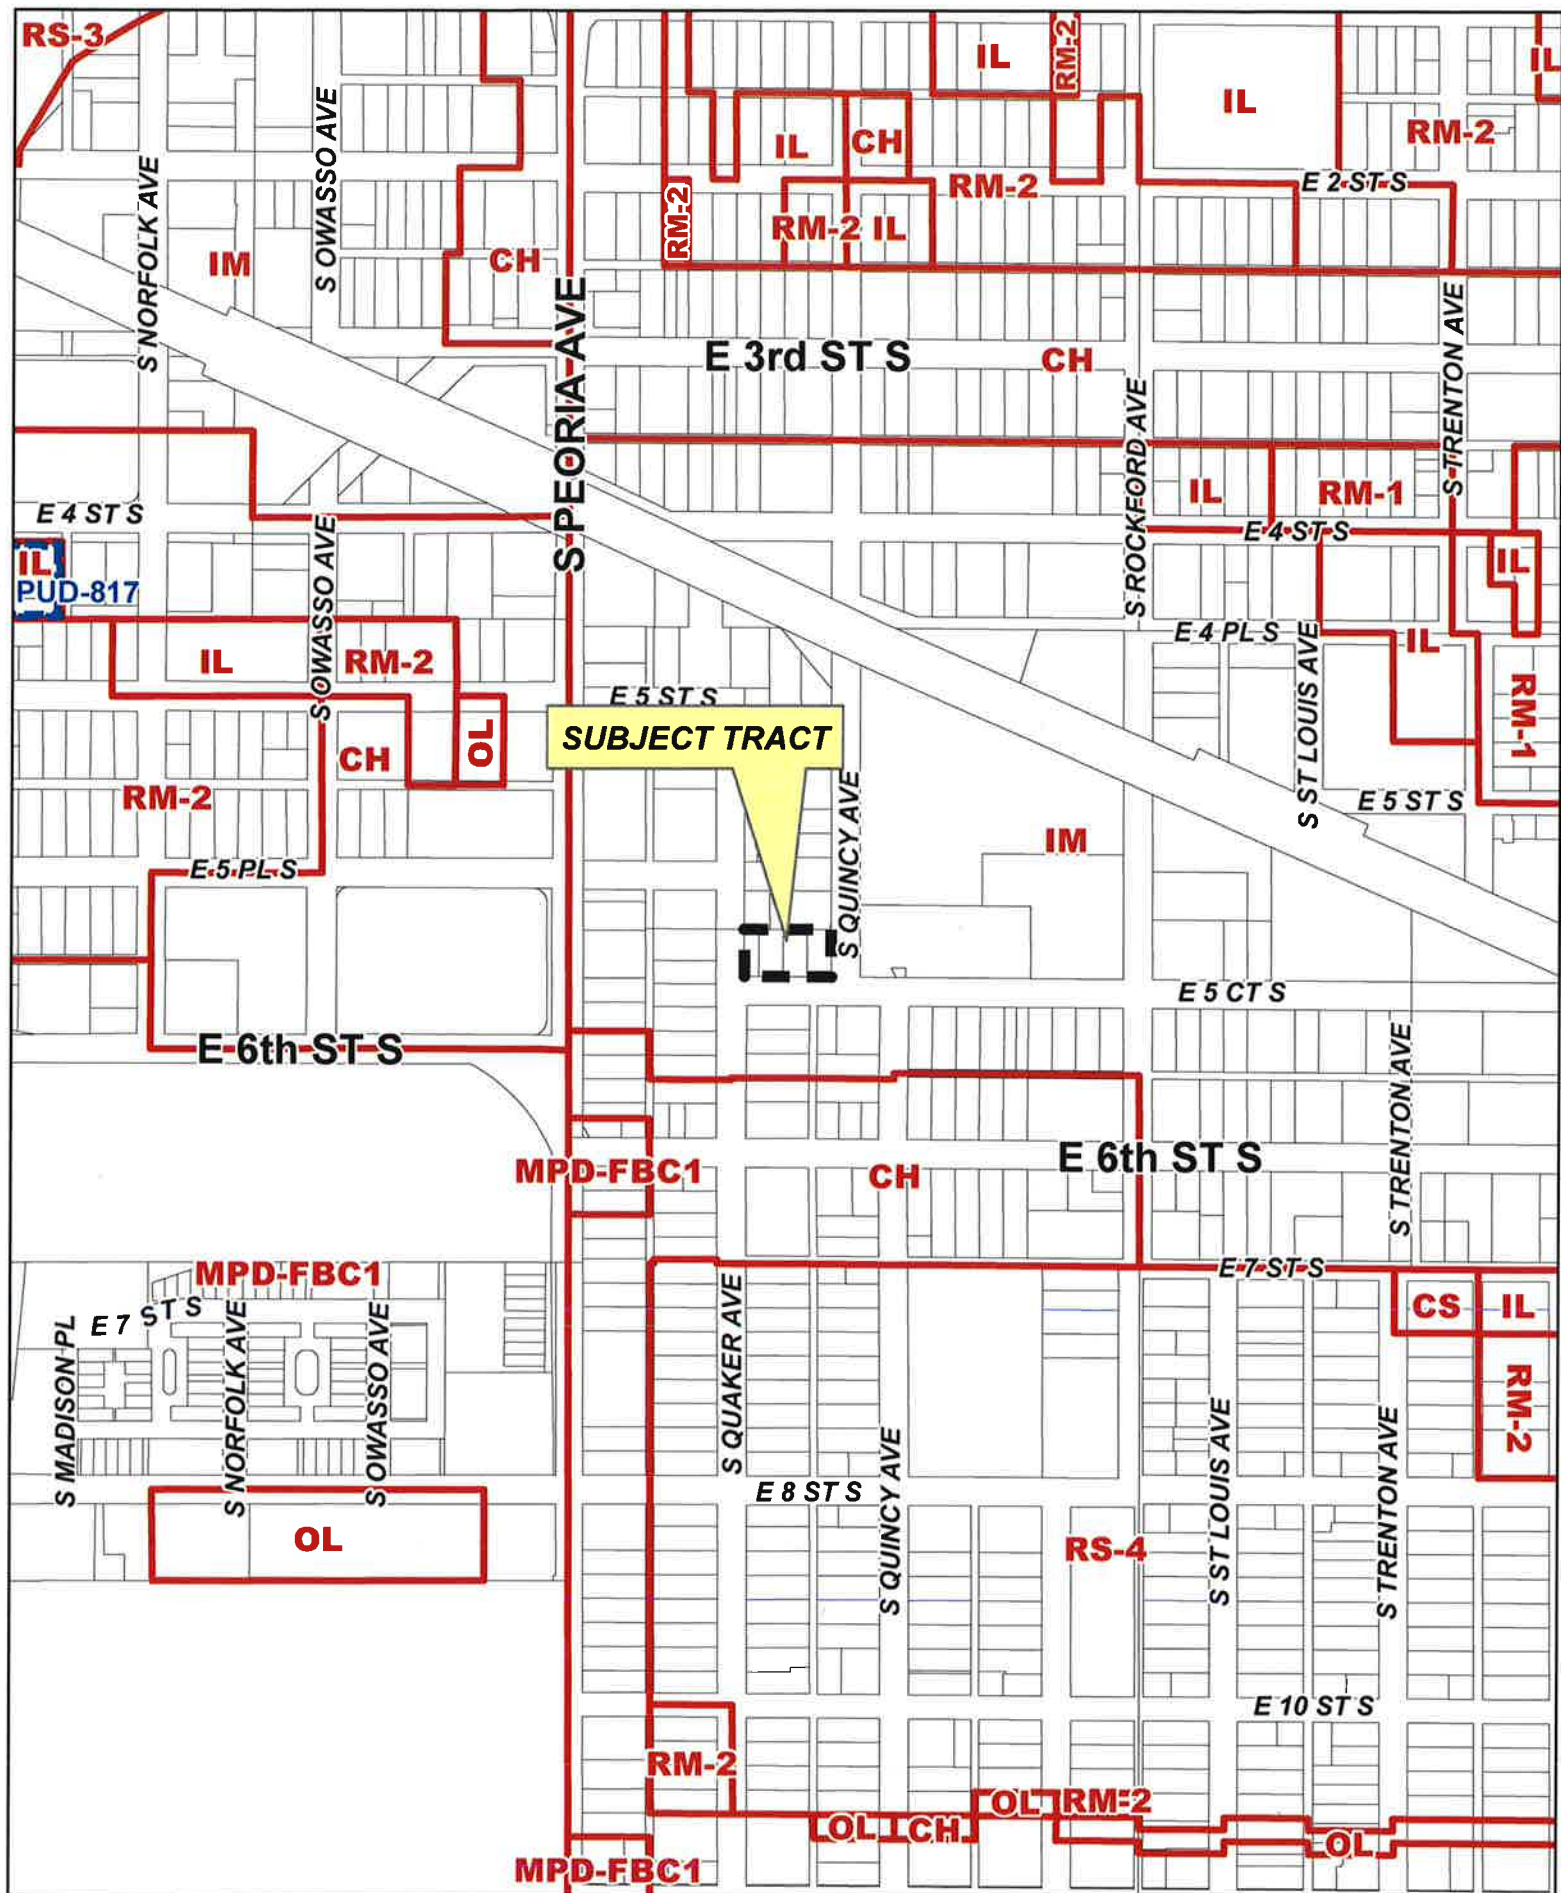 RS-3
IL
RM-2
IL
IL
RM-2
IL
CH
RM-2
E 2 ST S
RM-2
RM-2 IL
S NORFOLK AVE
S OWASSO AVE
IM
CH
S PEORIA AVE
E 3rd ST S
CH
S ROCKFORD AVE
S TRENTON AVE
IL
RM-1
E 4 ST S
E 4 ST S
IL
IL
PUD-817
S OWASSO AVE
E 4 PL S
IL
IL
RM-2
S ST LOUIS AVE
RM-1
E 5 ST S
SUBJECT TRACT
OL
CH
RM-2
E 5 ST S
S QUINCY AVE
IM
E 5 PL S
E 5 CT S
E 6th ST S
S TRENTON AVE
E 6th ST S
MPD-FBC1
CH
MPD-FBC1
E 7 ST S
E 7 ST S
CS
IL
S MADISON PL
S NORFOLK AVE
S OWASSO AVE
S QUAKER AVE
RM-2
S QUINCY AVE
S ST LOUIS AVE
S TRENTON AVE
E 8 ST S
OL
RS-4
E 10 ST S
RM-2
OL
RM-2
OL
CH
OL
MPD-FBC1